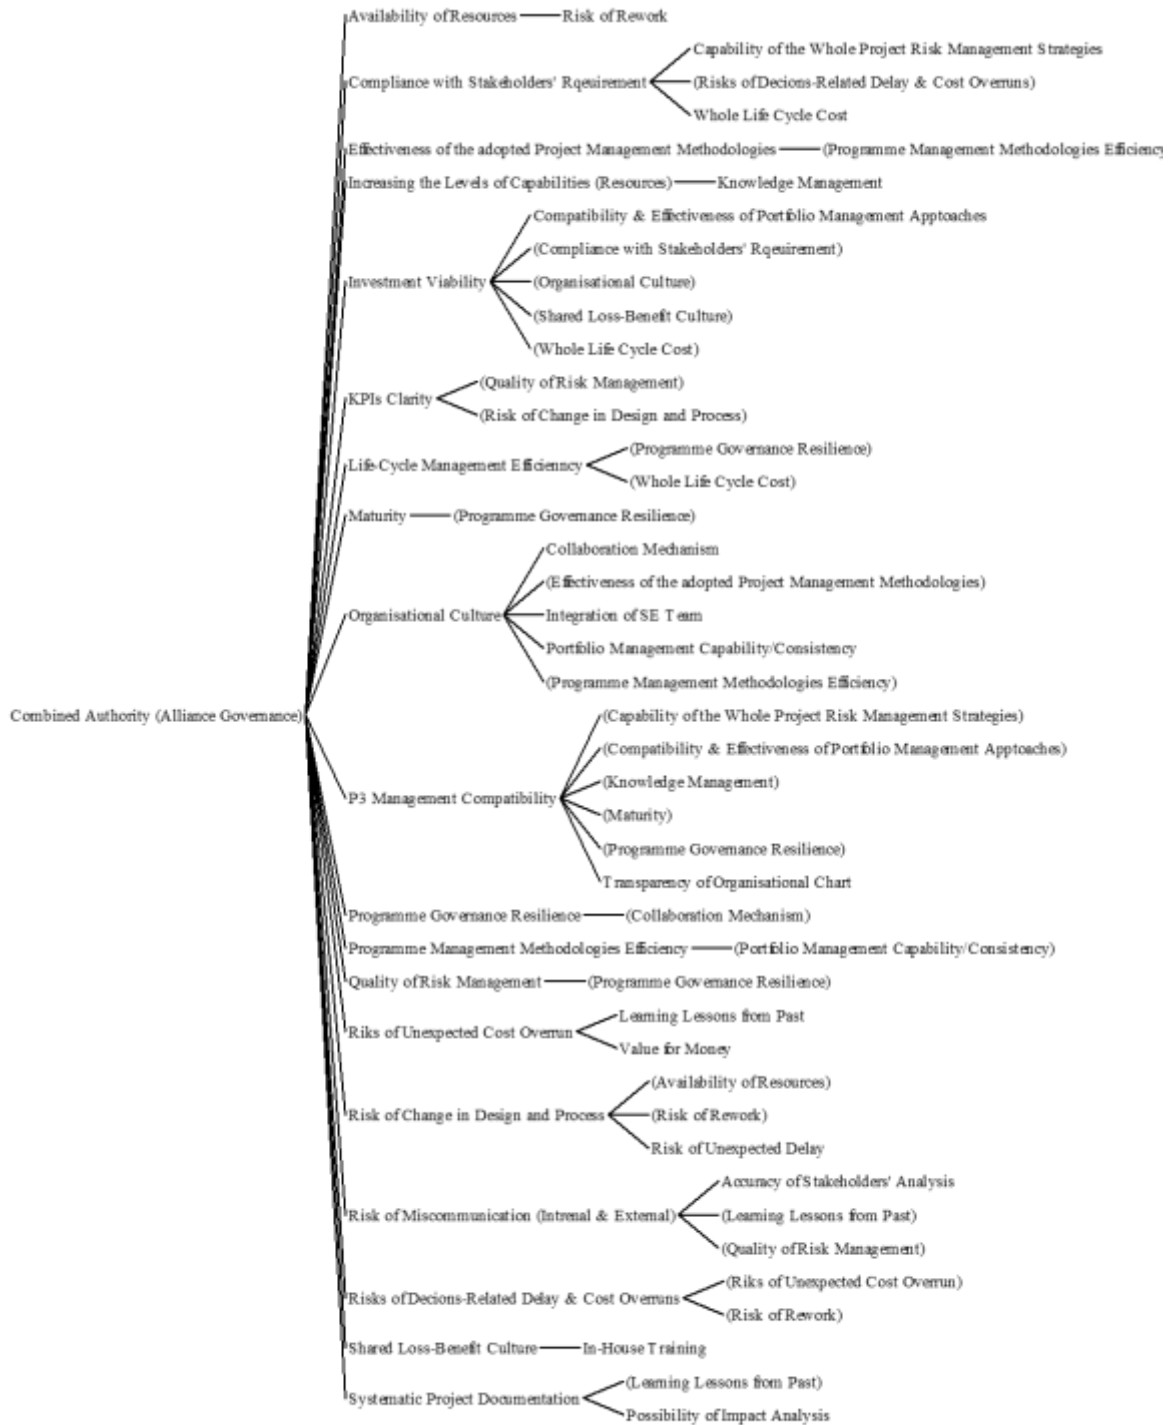 Availability of Resources Risk of Rework
Capability of the Whole Project Risk Management Strategies
Compliance with Stakeholders' Rqeuirement (Risks of Decions-Related Delay & Cost Overruns)
Whole Life Cycle Cost
Effectiveness of the adopted Project Management Methodologies (Programme Management Methodologies Efficiency
Increasing the Levels of Capabilities (Resources) Knowledge Management
Compatibility & Effectiveness of Portfolio Management Apptoaches
(Compliance with Stakeholders' Rqeuirement)
Investment Viability (Organisational Culture)
(Shared Loss-Benefit Culture)
(Whole Life Cycle Cost)
(Quality of Risk Management)
KPIs Clarity
(Risk of Change in Design and Process)
(Programme Governance Resilience)
Life-Cycle Management Efficienncy
(Whole Life Cycle Cost)
Maturity (Programme Governance Resilience)
Collaboration Mechanism
(Effectiveness of the adopted Project Management Methodologies)
Organisational Culture Integration of SE Team
Portfolio Management Capability/Consistency
(Programme Management Methodologies Efficiency)
Combined Authority (Alliance Governance) (Capability of the Whole Project Risk Management Strategies)
(Compatibility & Effectiveness of Portfolio Management Apptoaches)
(Knowledge Management)
P3 Management Compatibility
(Maturity)
(Programme Governance Resilience)
Transparency of Organisational Chart
Programme Governance Resilience (Collaboration Mechanism)
Programme Management Methodologies Efficiency (Portfolio Management Capability/Consistency)
Quality of Risk Management (Programme Governance Resilience)
Learning Lessons from Past
Riks of Unexpected Cost Overrun
Value for Money
(Availability of Resources)
Risk of Change in Design and Process (Risk of Rework)
Risk of Unexpected Delay
Accuracy of Stakeholders' Analysis
Risk of Miscommunication (Intrenal & External) (Learning Lessons from Past)
(Quality of Risk Management)
(Riks of Unexpected Cost Overrun)
Risks of Decions-Related Delay & Cost Overruns
(Risk of Rework)
Shared Loss-Benefit Culture In-House Training
(Learning Lessons from Past)
Systematic Project Documentation
Possibility of Impact Analysis